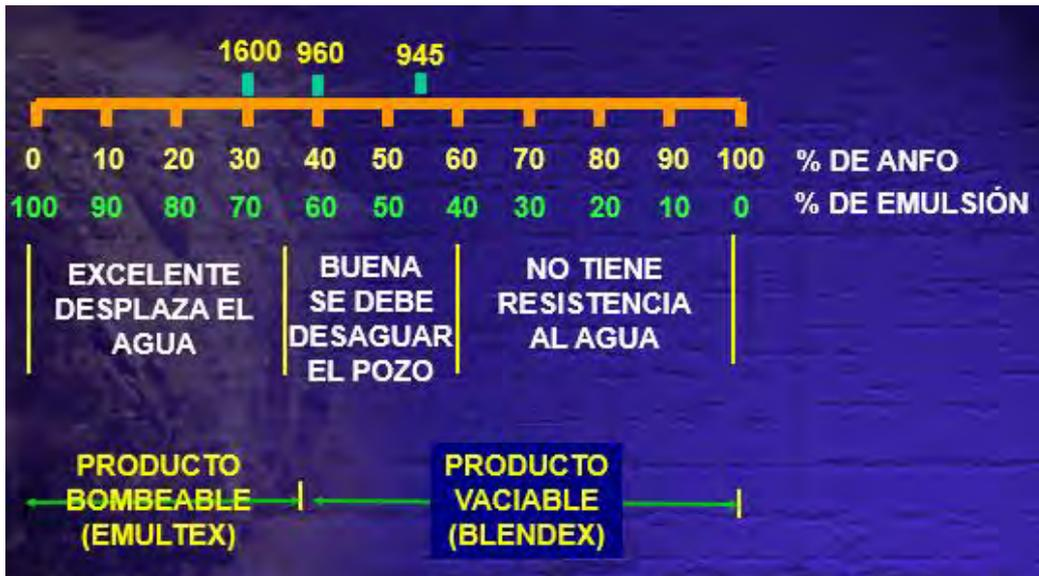 1600 960 945
0 10 20 30 40 50 60 70 80 90 100 % DE ANFO
100 90 80 70 60 50 40 30 20 10 0 % DE EMULSIÓN
EXCELENTE
DESPLAZA EL
AGUA
BUENA
SE DEBE
DESAGUAR
EL POZO
NO TIENE
RESISTENCIA
AL AGUA
PRODUCTO
BOMBEABLE
(EMULTEX)
PRODUCTO
VACIABLE
(BLENDEX)